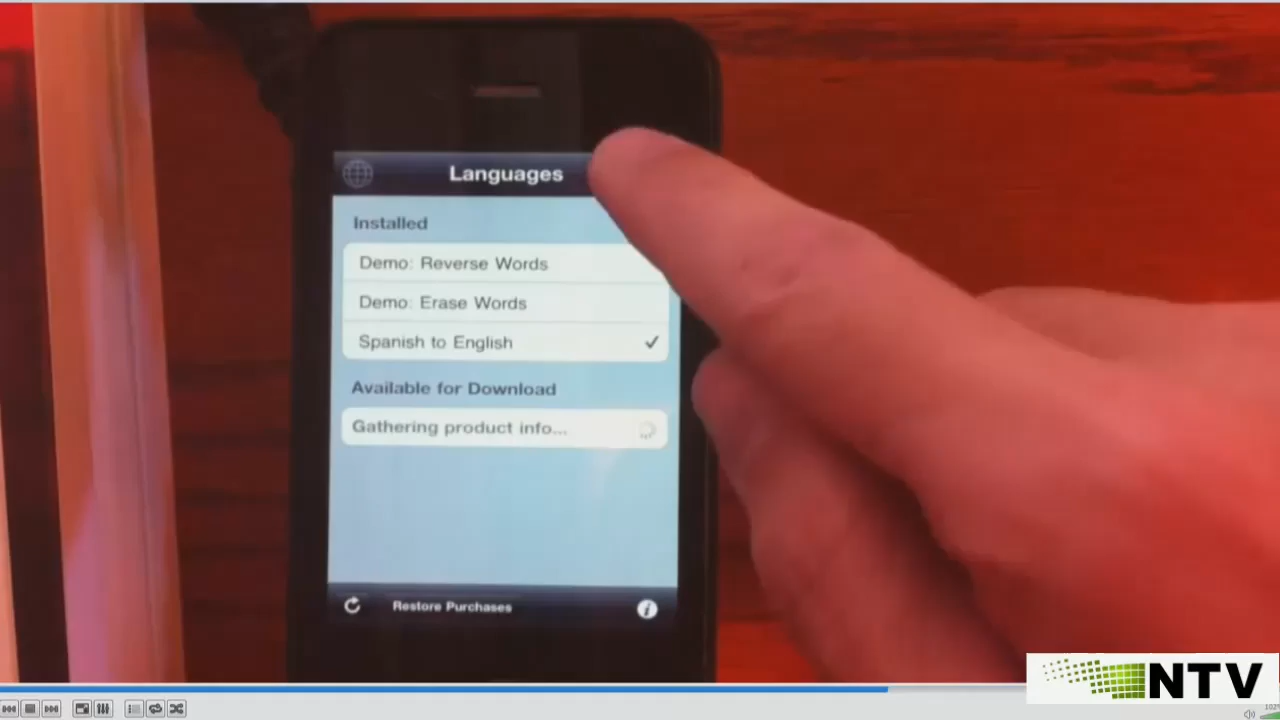 Languages
Installed
Demo: Reverse Words
Demo: Erase Words
Spanish to English
Available for Download
Gathering product info...
Restore Purchases
NTV